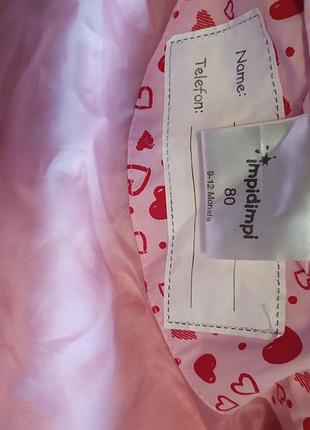 Name:
Telefon:
impidimpi
80
9-12 Monate